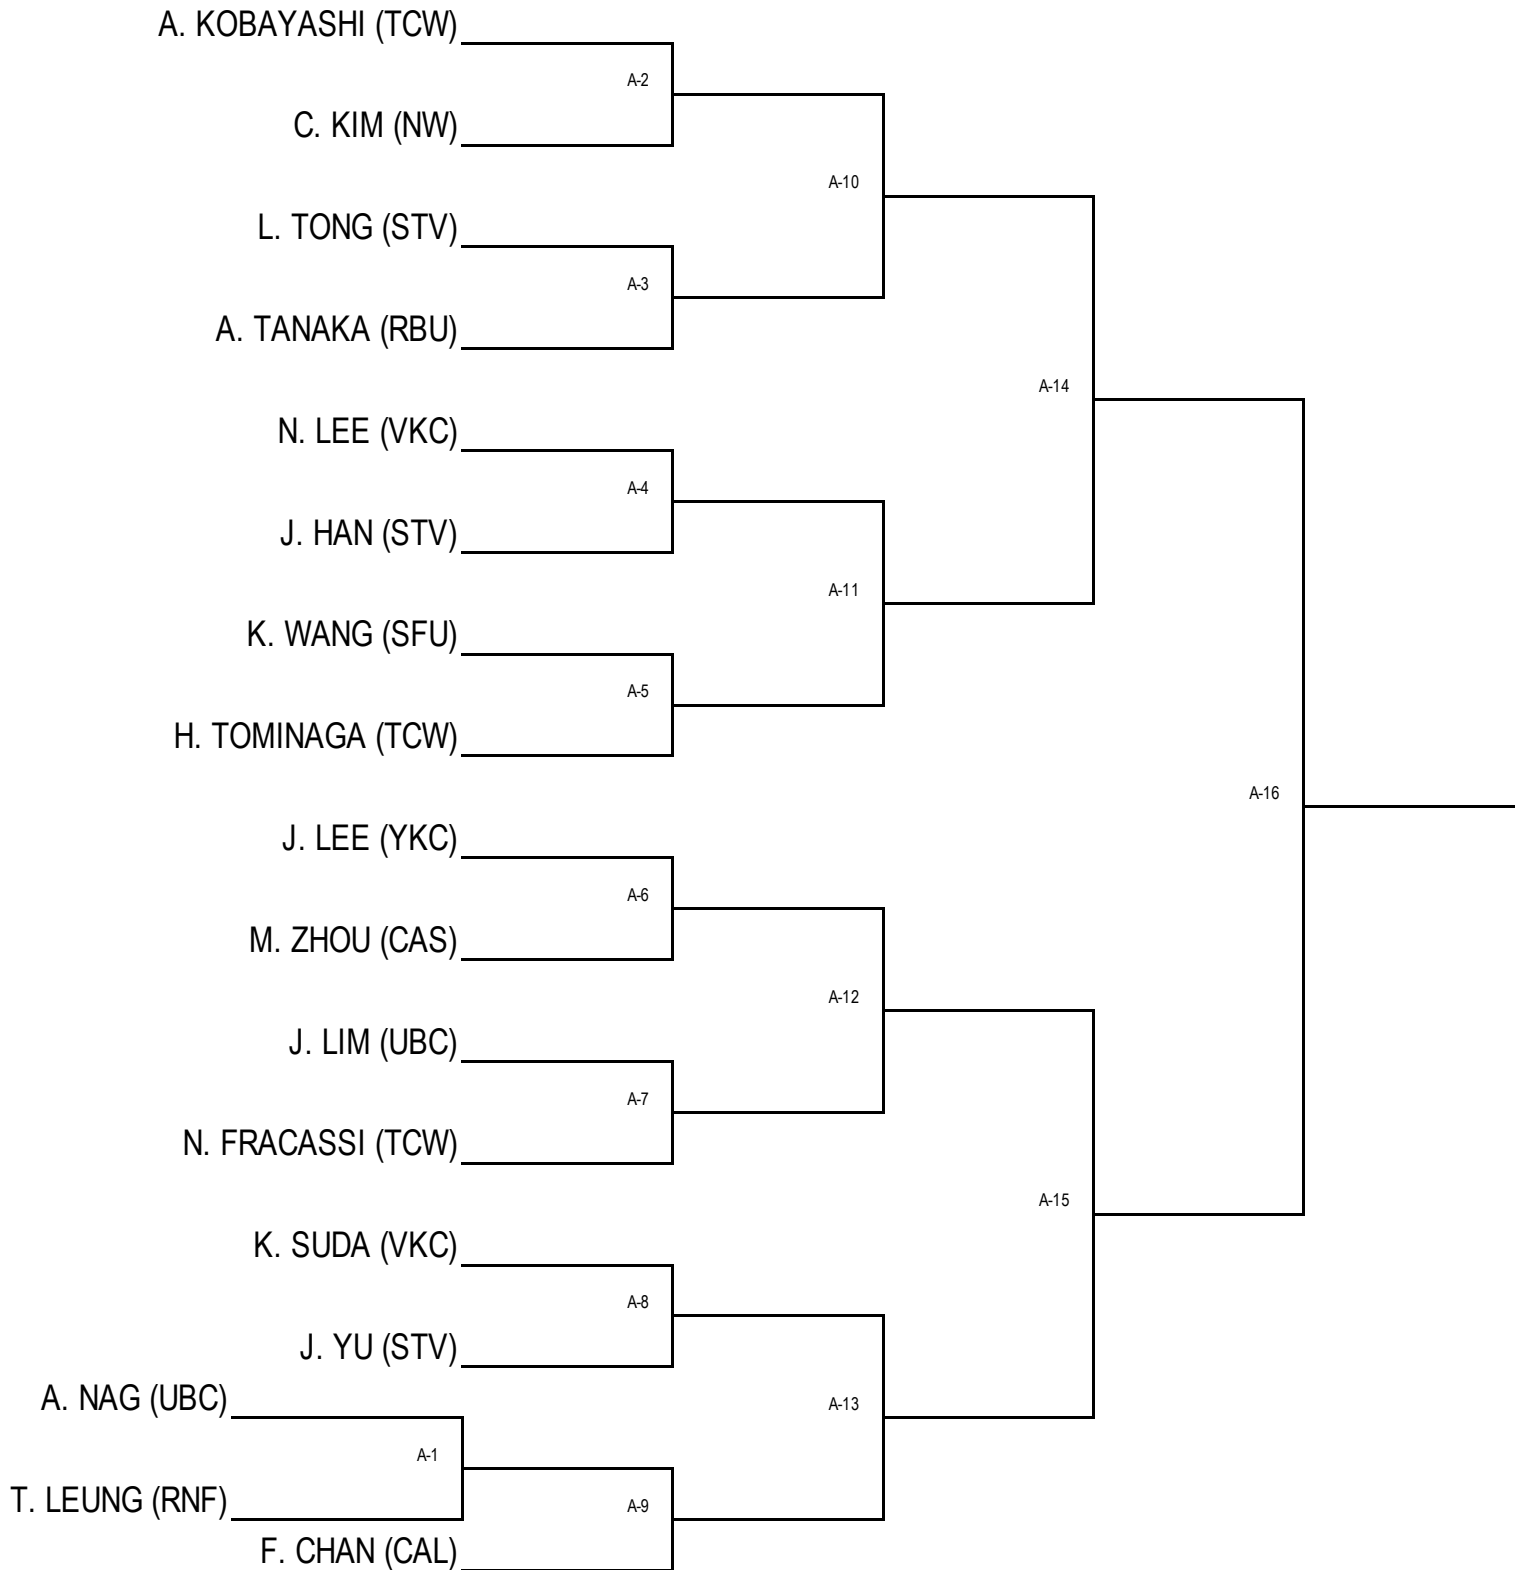 A. KOBAYASHI (TCW)
A-2
C. KIM (NW)
A-10
L. TONG (STV)
A-3
A. TANAKA (RBU)
A-14
N. LEE (VKC)
A-4
J. HAN (STV)
A-11
K. WANG (SFU)
A-5
H. TOMINAGA (TCW)
A-16
J. LEE (YKC)
A-6
M. ZHOU (CAS)
A-12
J. LIM (UBC)
A-7
N. FRACASSI (TCW)
A-15
K. SUDA (VKC)
A-8
J. YU (STV)
A. NAG (UBC)
A-13
A-1
T. LEUNG (RNF)
A-9
F. CHAN (CAL)